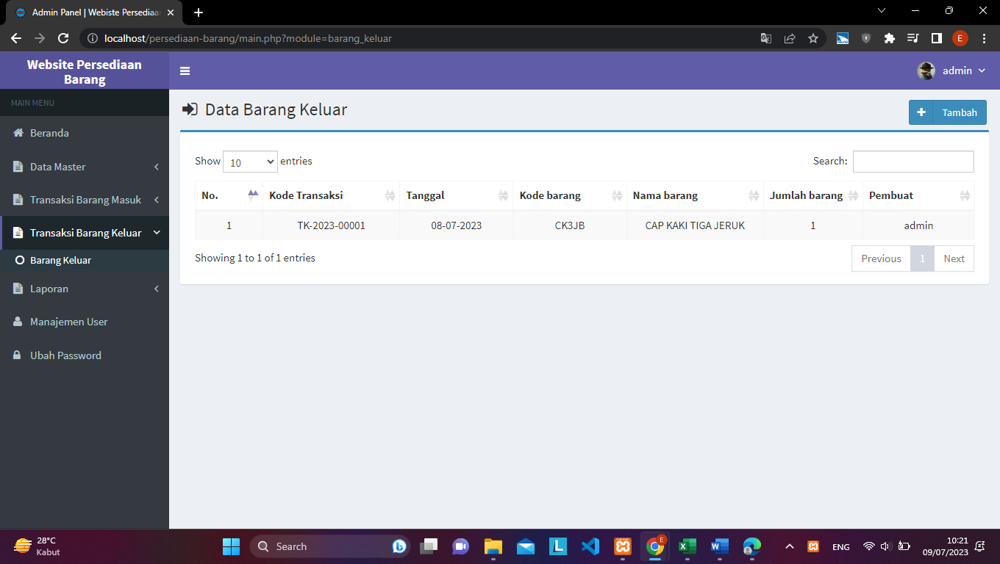 Admin Panel | Webiste Persediaan
localhost/persediaan-barang/main.php?module=barang_keluar
E
Website Persediaan
Barang
admin
MAIN MENU
Beranda
Data Master
Transaksi Barang Masuk
Transaksi Barang Keluar
Barang Keluar
Laporan
Manajemen User
Ubah Password
Data Barang Keluar
Tambah
Show 10 entries
Search:
No. Kode Transaksi Tanggal Kode barang Nama barang Jumlah barang Pembuat
1 TK-2023-00001 08-07-2023 CK3JB CAP KAKI TIGA JERUK 1 admin
Showing 1 to 1 of 1 entries
Previous 1 Next
28°C
Kabut
Search
L
E
ENG
10:21
09/07/2023